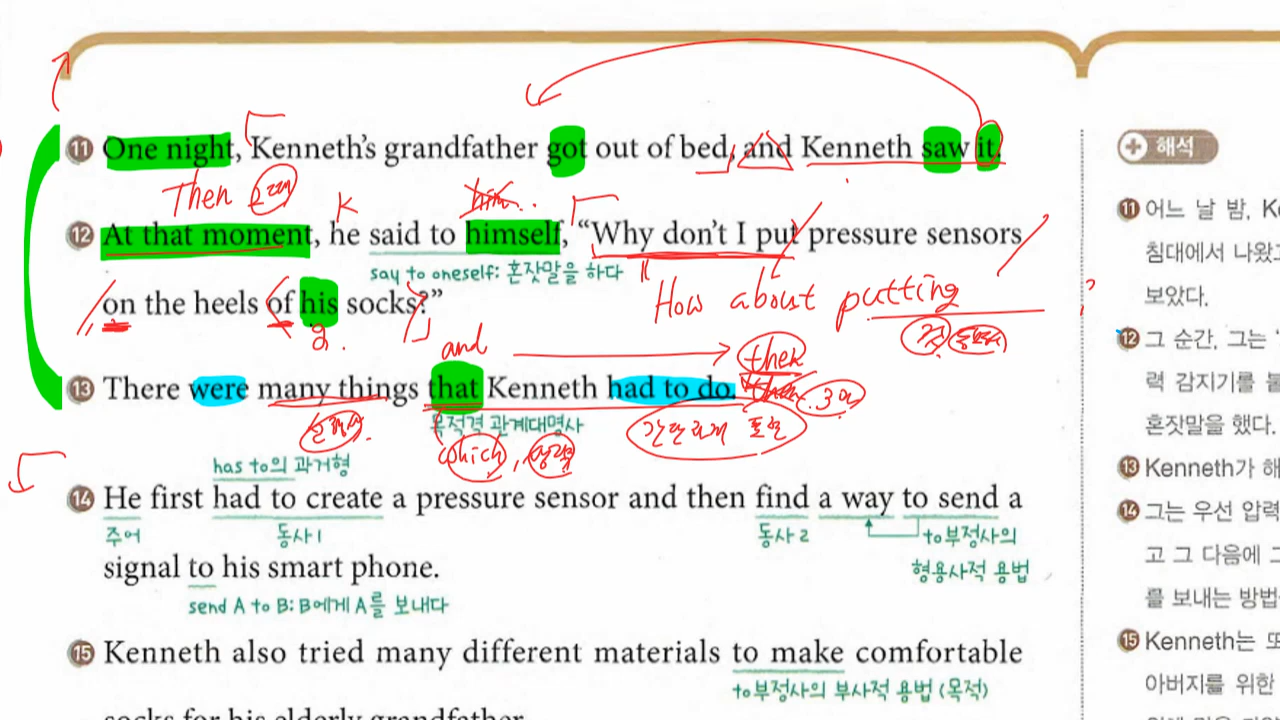 ⑪ One night, Kenneth's grandfather got out of bed, and Kenneth saw it.
Then 순간 K him..
⑫ At that moment, he said to himself, “Why don't I put pressure sensors
say to oneself: 혼잣말을 하다
How about putting ?
on the heels of his socks?”
and then
⑬ There were many things that Kenneth had to do.
목적격 관계대명사
which, 생략
has to의 과거형
⑭ He first had to create a pressure sensor and then find a way to send a
주어 동사1 동사2 to부정사의
형용사적 용법
signal to his smart phone.
send A to B: B에게 A를 보내다
⑮ Kenneth also tried many different materials to make comfortable
to부정사의 부사적 용법 (목적)
socks for his elderly grandfather.
해석
⑪ 어느 날 밤, K
침대에서 나왔
보았다.
⑫ 그 순간, 그는
력 감지기를 붙
혼잣말을 했다.
⑬ Kenneth가 해
⑭ 그는 우선 압력
고 그 다음에 그
를 보내는 방법
⑮ Kenneth는 또
아버지를 위한